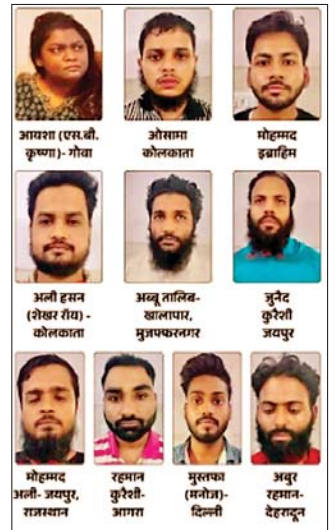 आयशा (एस.बी.
कृष्णा)- गोवा
ओसामा
कोलकाता
मोहम्मद
इब्राहिम
अली हसन
(शेखर रॉय) -
कोलकाता
अब्बू तालिब-
खालापार,
मुजफ्फरनगर
जुनैद
कुरैशी
जयपुर
मोहम्मद
अली- जयपुर,
राजस्थान
रहमान
कुरैशी-
आगरा
मुस्तफा
(मनोज)-
दिल्ली
अबुर
रहमान-
देहरादून